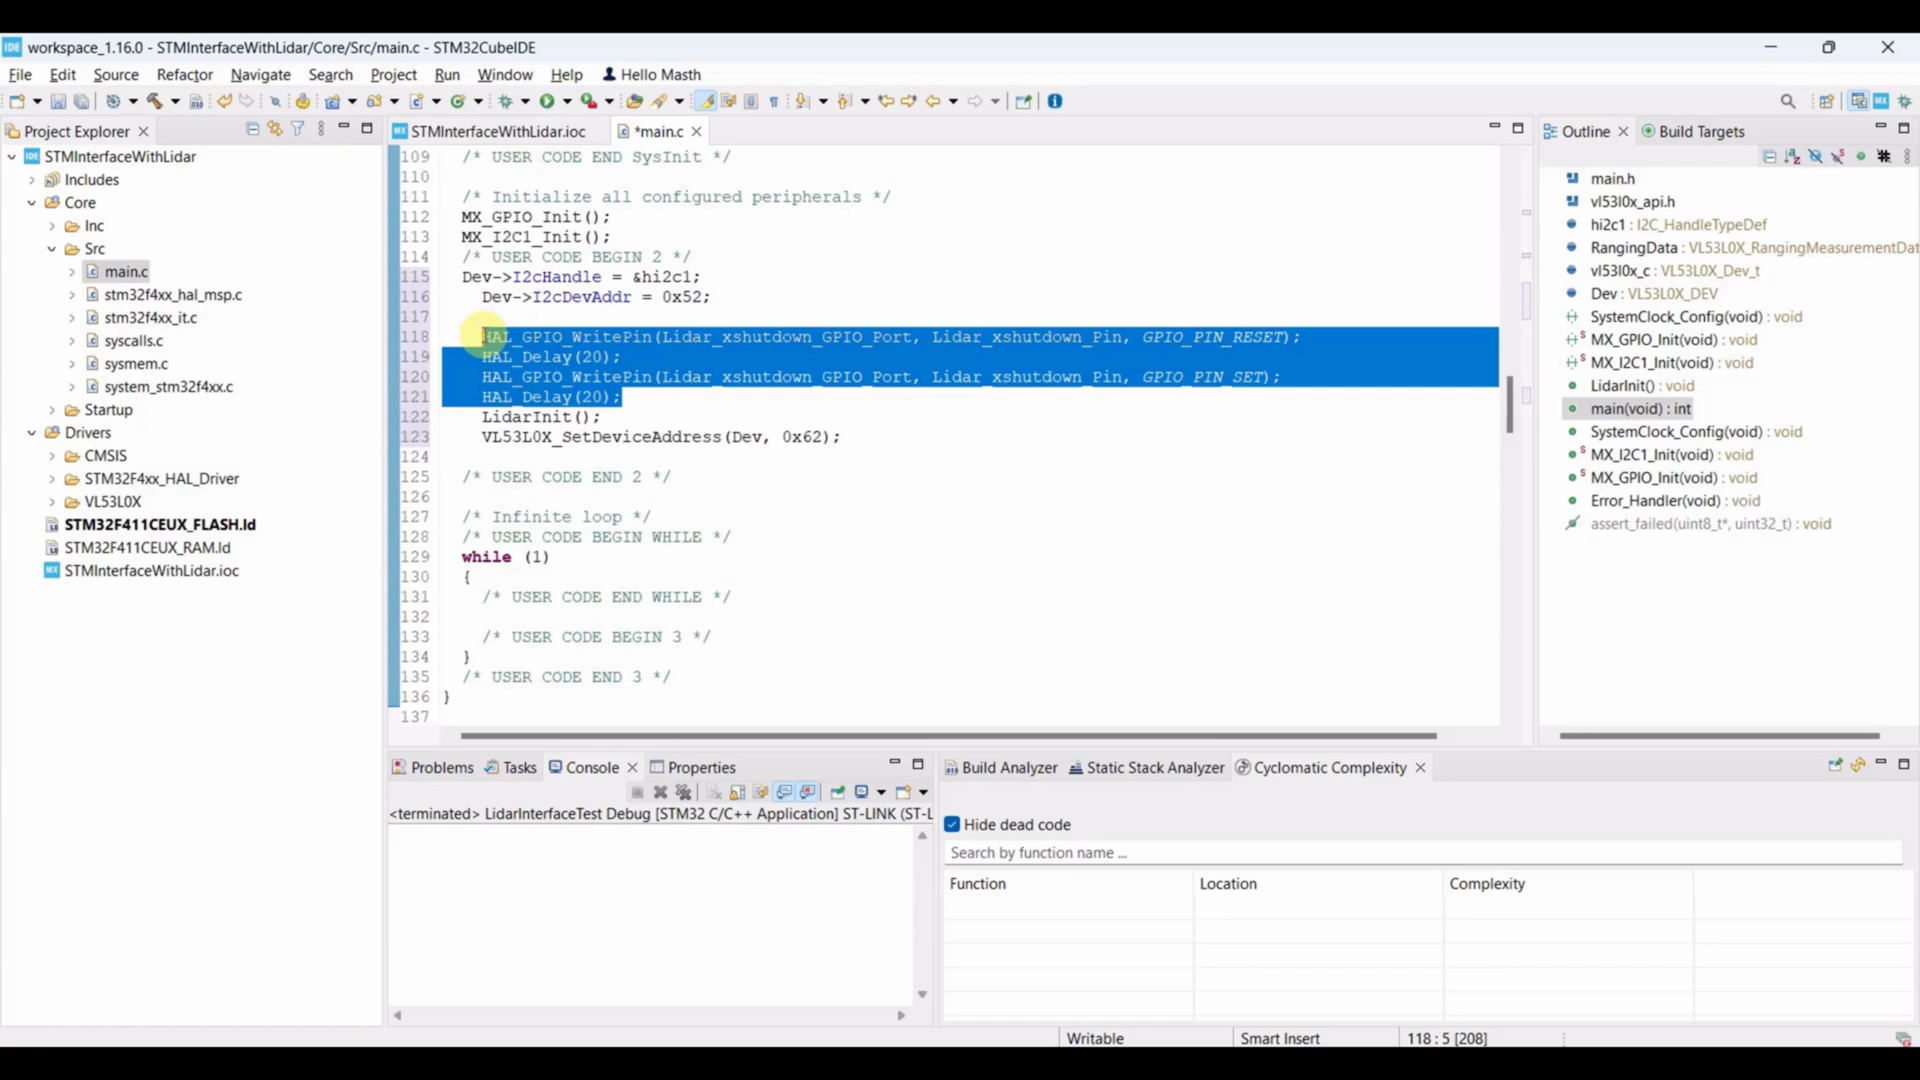 workspace_1.16.0 - STMInterfaceWithLidar/Core/Src/main.c - STM32CubeIDE
File Edit Source Refactor Navigate Search Project Run Window Help Hello Masth
Project Explorer
STMInterfaceWithLidar
Includes
Core
Inc
Src
main.c
stm32f4xx_hal_msp.c
stm32f4xx_it.c
syscalls.c
sysmem.c
system_stm32f4xx.c
Startup
Drivers
CMSIS
STM32F4xx_HAL_Driver
VL53L0X
STM32F411CEUX_FLASH.ld
STM32F411CEUX_RAM.ld
STMInterfaceWithLidar.ioc
STMInterfaceWithLidar.ioc *main.c
109 /* USER CODE END SysInit */
110
111 /* Initialize all configured peripherals */
112 MX_GPIO_Init();
113 MX_I2C1_Init();
114 /* USER CODE BEGIN 2 */
115 Dev->I2cHandle = &hi2c1;
116 Dev->I2cDevAddr = 0x52;
117
118 HAL_GPIO_WritePin(Lidar_xshutdown_GPIO_Port, Lidar_xshutdown_Pin, GPIO_PIN_RESET);
119 HAL_Delay(20);
120 HAL_GPIO_WritePin(Lidar_xshutdown_GPIO_Port, Lidar_xshutdown_Pin, GPIO_PIN_SET);
121 HAL_Delay(20);
122 LidarInit();
123 VL53L0X_SetDeviceAddress(Dev, 0x62);
124
125 /* USER CODE END 2 */
126
127 /* Infinite loop */
128 /* USER CODE BEGIN WHILE */
129 while (1)
130 {
131 /* USER CODE END WHILE */
132
133 /* USER CODE BEGIN 3 */
134 }
135 /* USER CODE END 3 */
136 }
137
Outline Build Targets
main.h
vl53l0x_api.h
hi2c1 : I2C_HandleTypeDef
RangingData : VL53L0X_RangingMeasurementDat
vl53l0x_c : VL53L0X_Dev_t
Dev : VL53L0X_DEV
SystemClock_Config(void) : void
MX_GPIO_Init(void) : void
MX_I2C1_Init(void) : void
LidarInit() : void
main(void) : int
SystemClock_Config(void) : void
MX_I2C1_Init(void) : void
MX_GPIO_Init(void) : void
Error_Handler(void) : void
assert_failed(uint8_t*, uint32_t) : void
Problems Tasks Console Properties
<terminated> LidarInterfaceTest Debug [STM32 C/C++ Application] ST-LINK (ST-L
Build Analyzer Static Stack Analyzer Cyclomatic Complexity
Hide dead code
Search by function name ...
Function Location Complexity
Writable Smart Insert 118 : 5 [208]